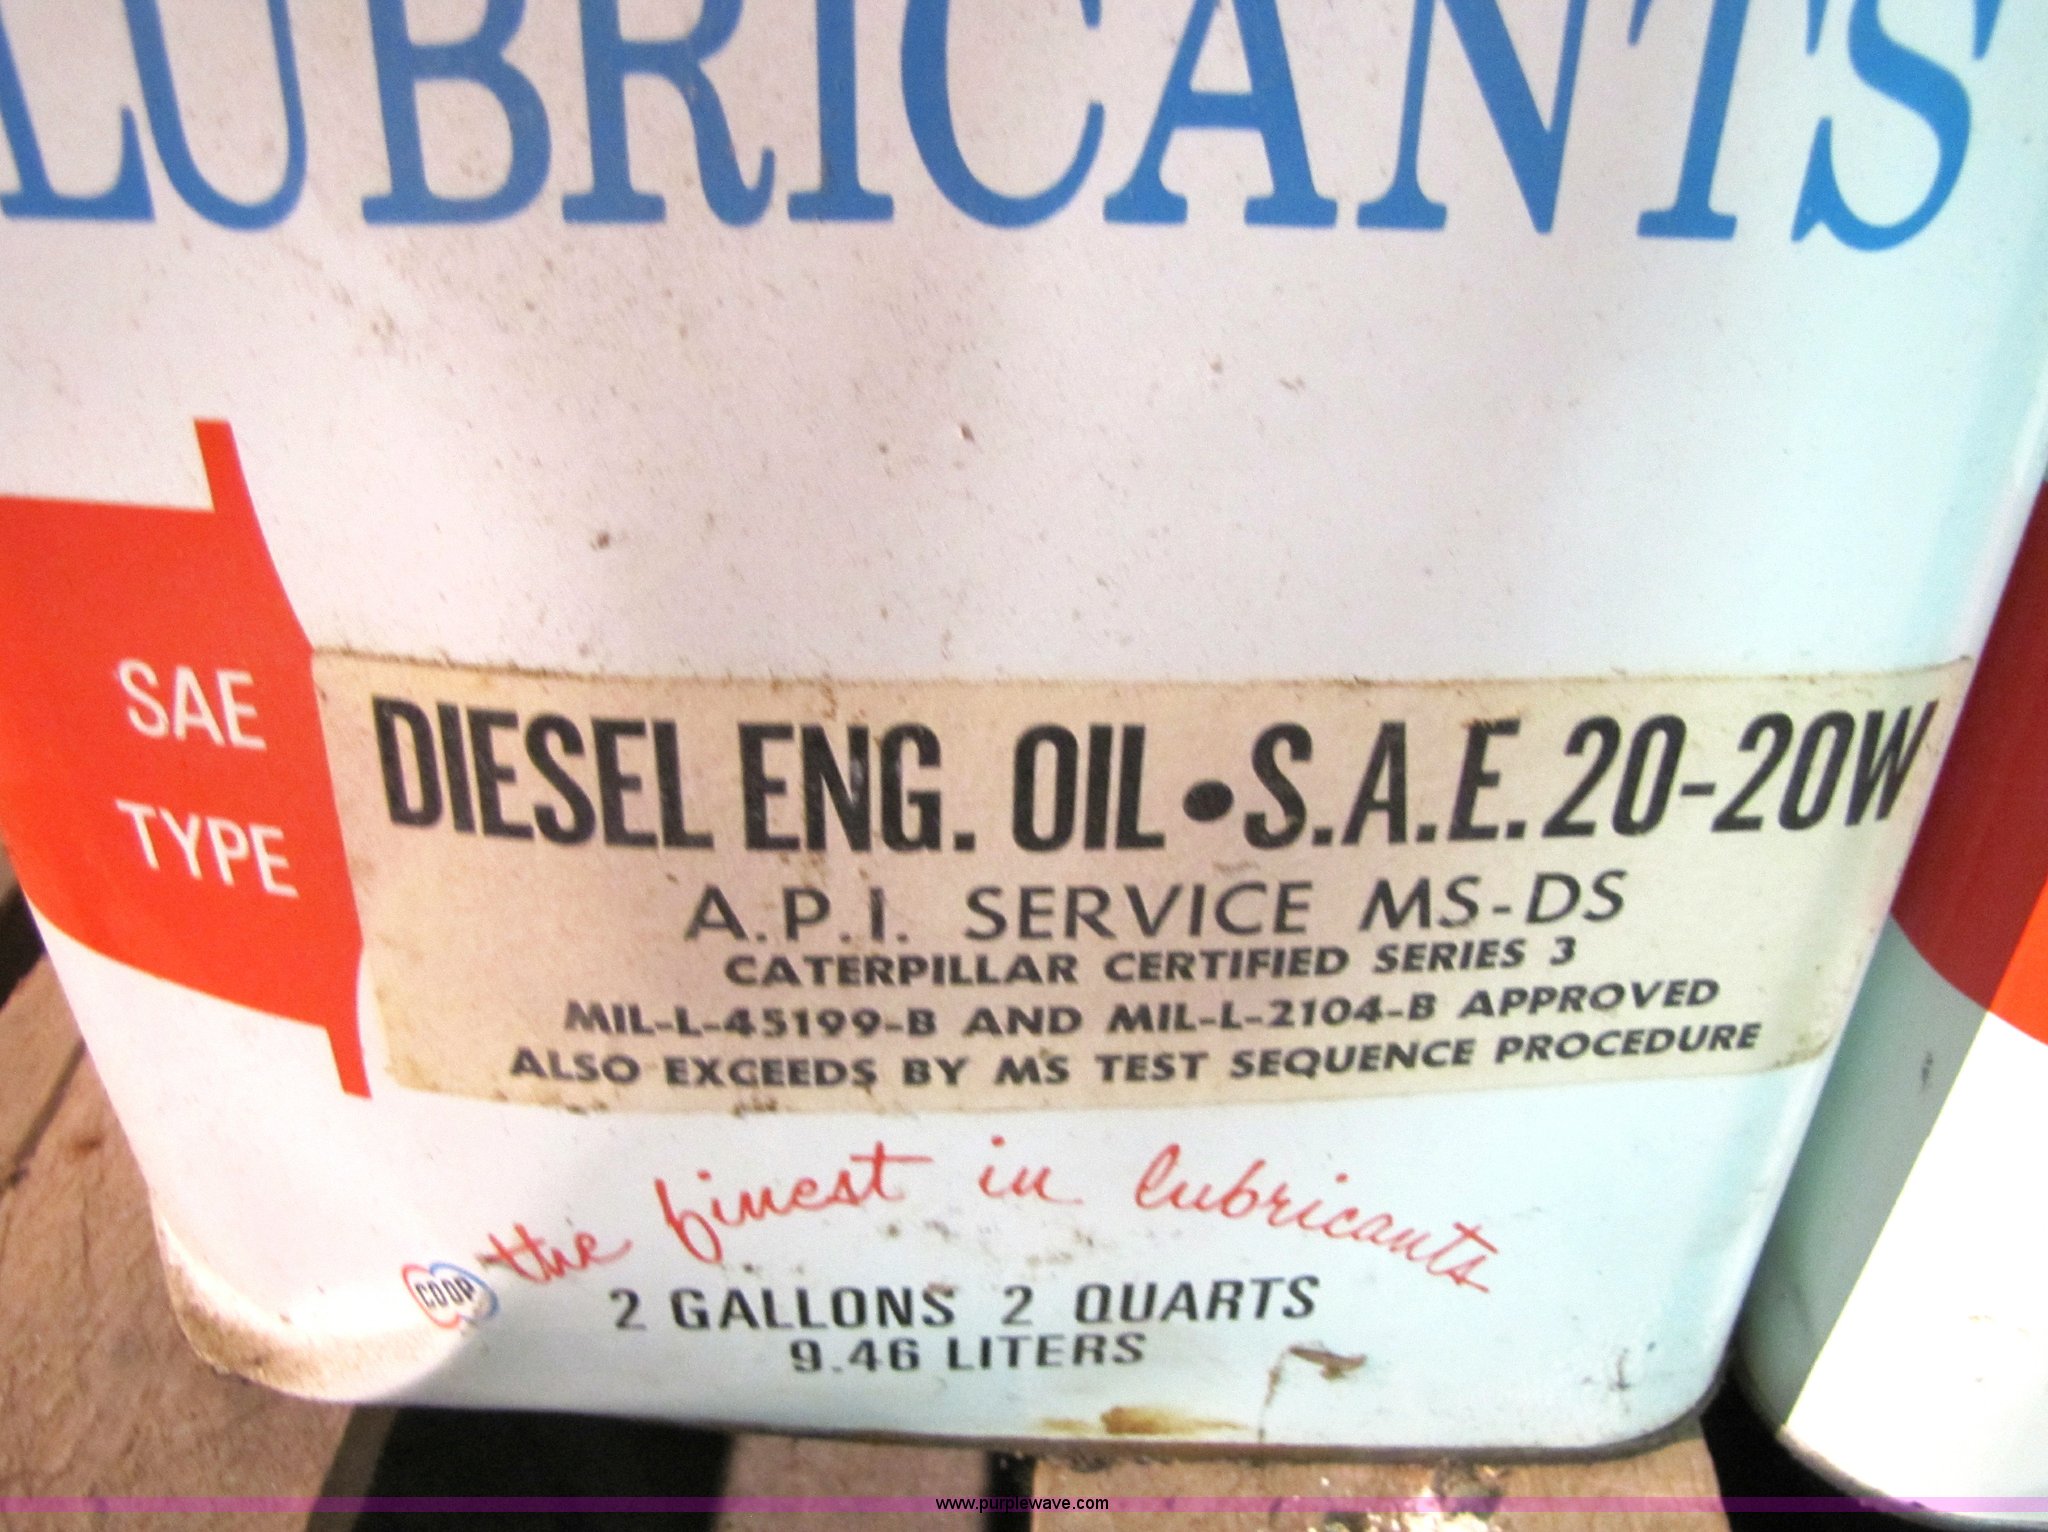 LUBRICANTS
SAE
TYPE
DIESEL ENG. OIL • S.A.E. 20-20W
A.P.I. SERVICE MS-DS
CATERPILLAR CERTIFIED SERIES 3
MIL-L-45199-B AND MIL-L-2104-B APPROVED
ALSO EXCEEDS BY MS TEST SEQUENCE PROCEDURE
the finest in lubricants
COOP
2 GALLONS 2 QUARTS
9.46 LITERS
www.purplewave.com